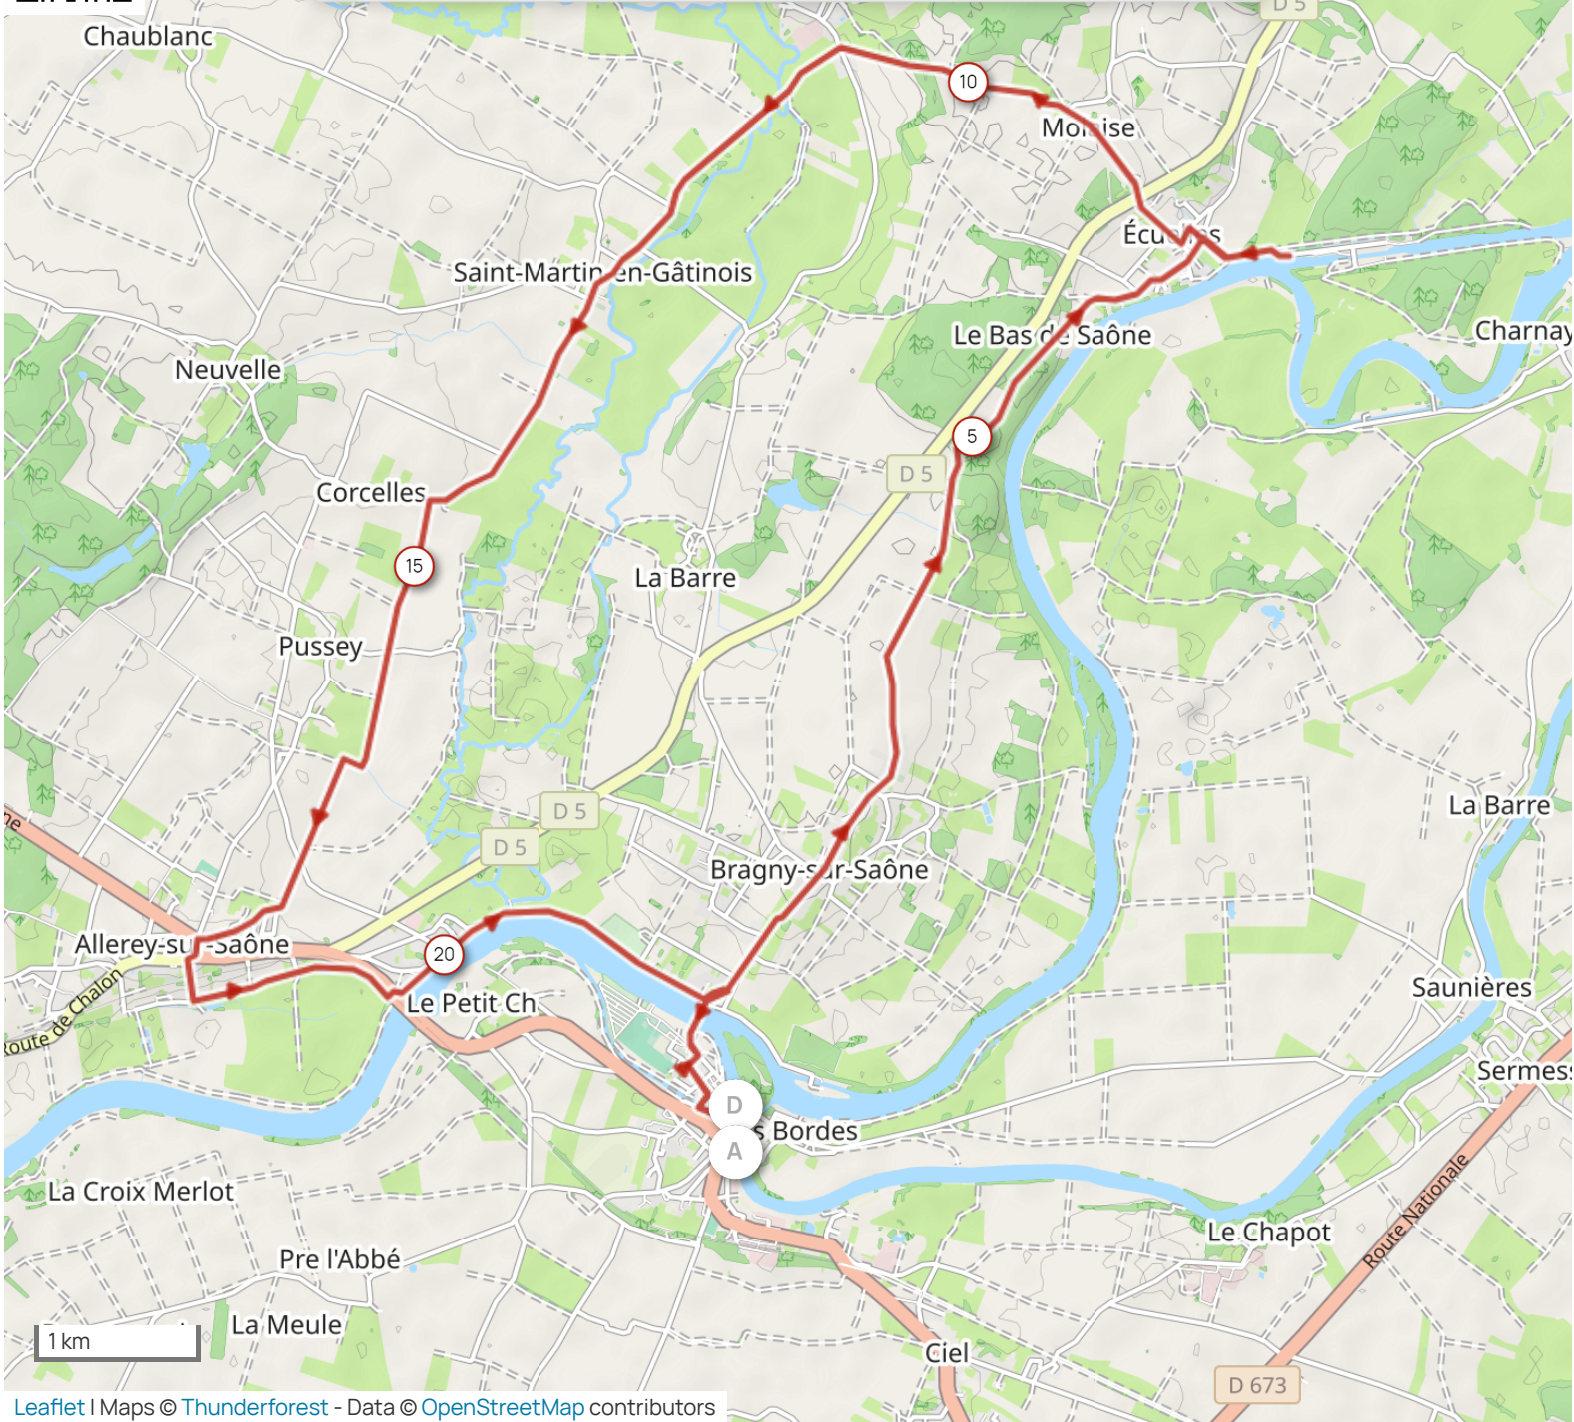 Chaublanc
D 5
10
Moloise
Écuelles
Saint-Martin-en-Gâtinois
Le Bas de Saône
Charnay
Neuvelle
5
D 5
Corcelles
15
La Barre
Pussey
D 5
La Barre
D 5
Bragny-sur-Saône
Allerey-sur-Saône
20
Route de Chalon
Le Petit Ch
Saunières
Sermess
D
s Bordes
A
La Croix Merlot
Le Chapot
Route Nationale
Pre l'Abbé
La Meule
1 km
Ciel
D 673
Leaflet | Maps © Thunderforest - Data © OpenStreetMap contributors